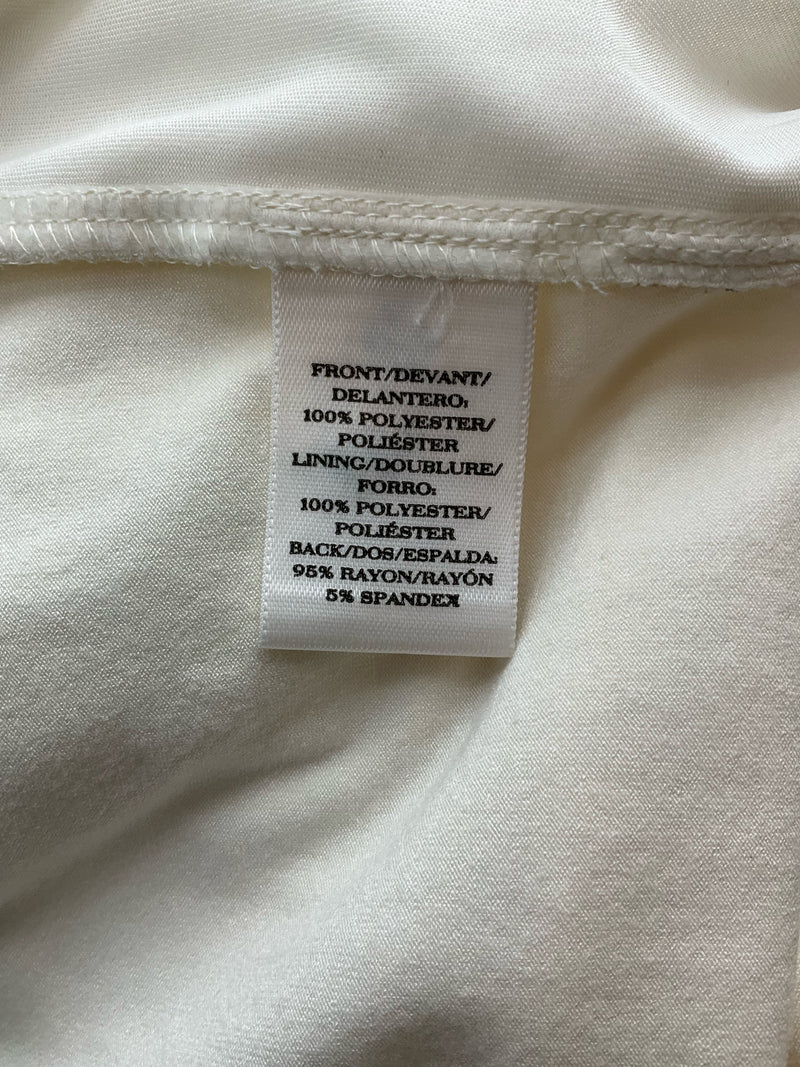 FRONT/DEVANT/
DELANTERO:
100% POLYESTER/
POLIÉSTER
LINING/DOUBLURE/
FORRO:
100% POLYESTER/
POLIÉSTER
BACK/DOS/ESPALDA:
95% RAYON/RAYÓN
5% SPANDEX